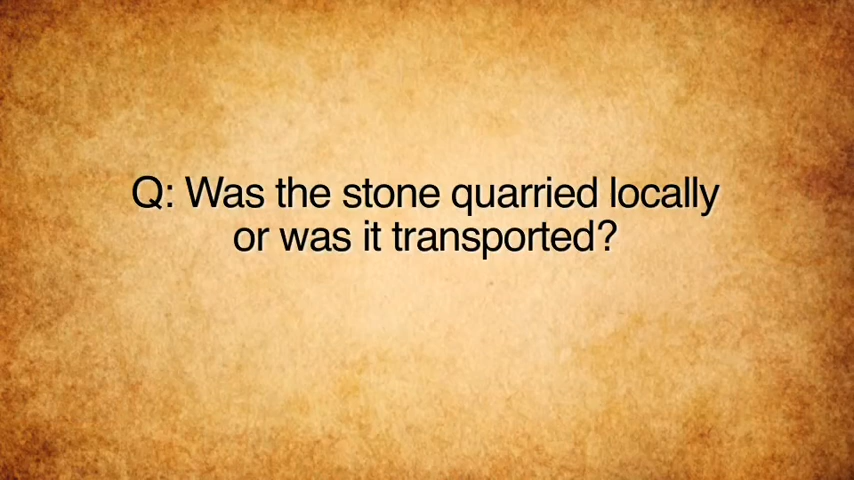 Q: Was the stone quarried locally
or was it transported?